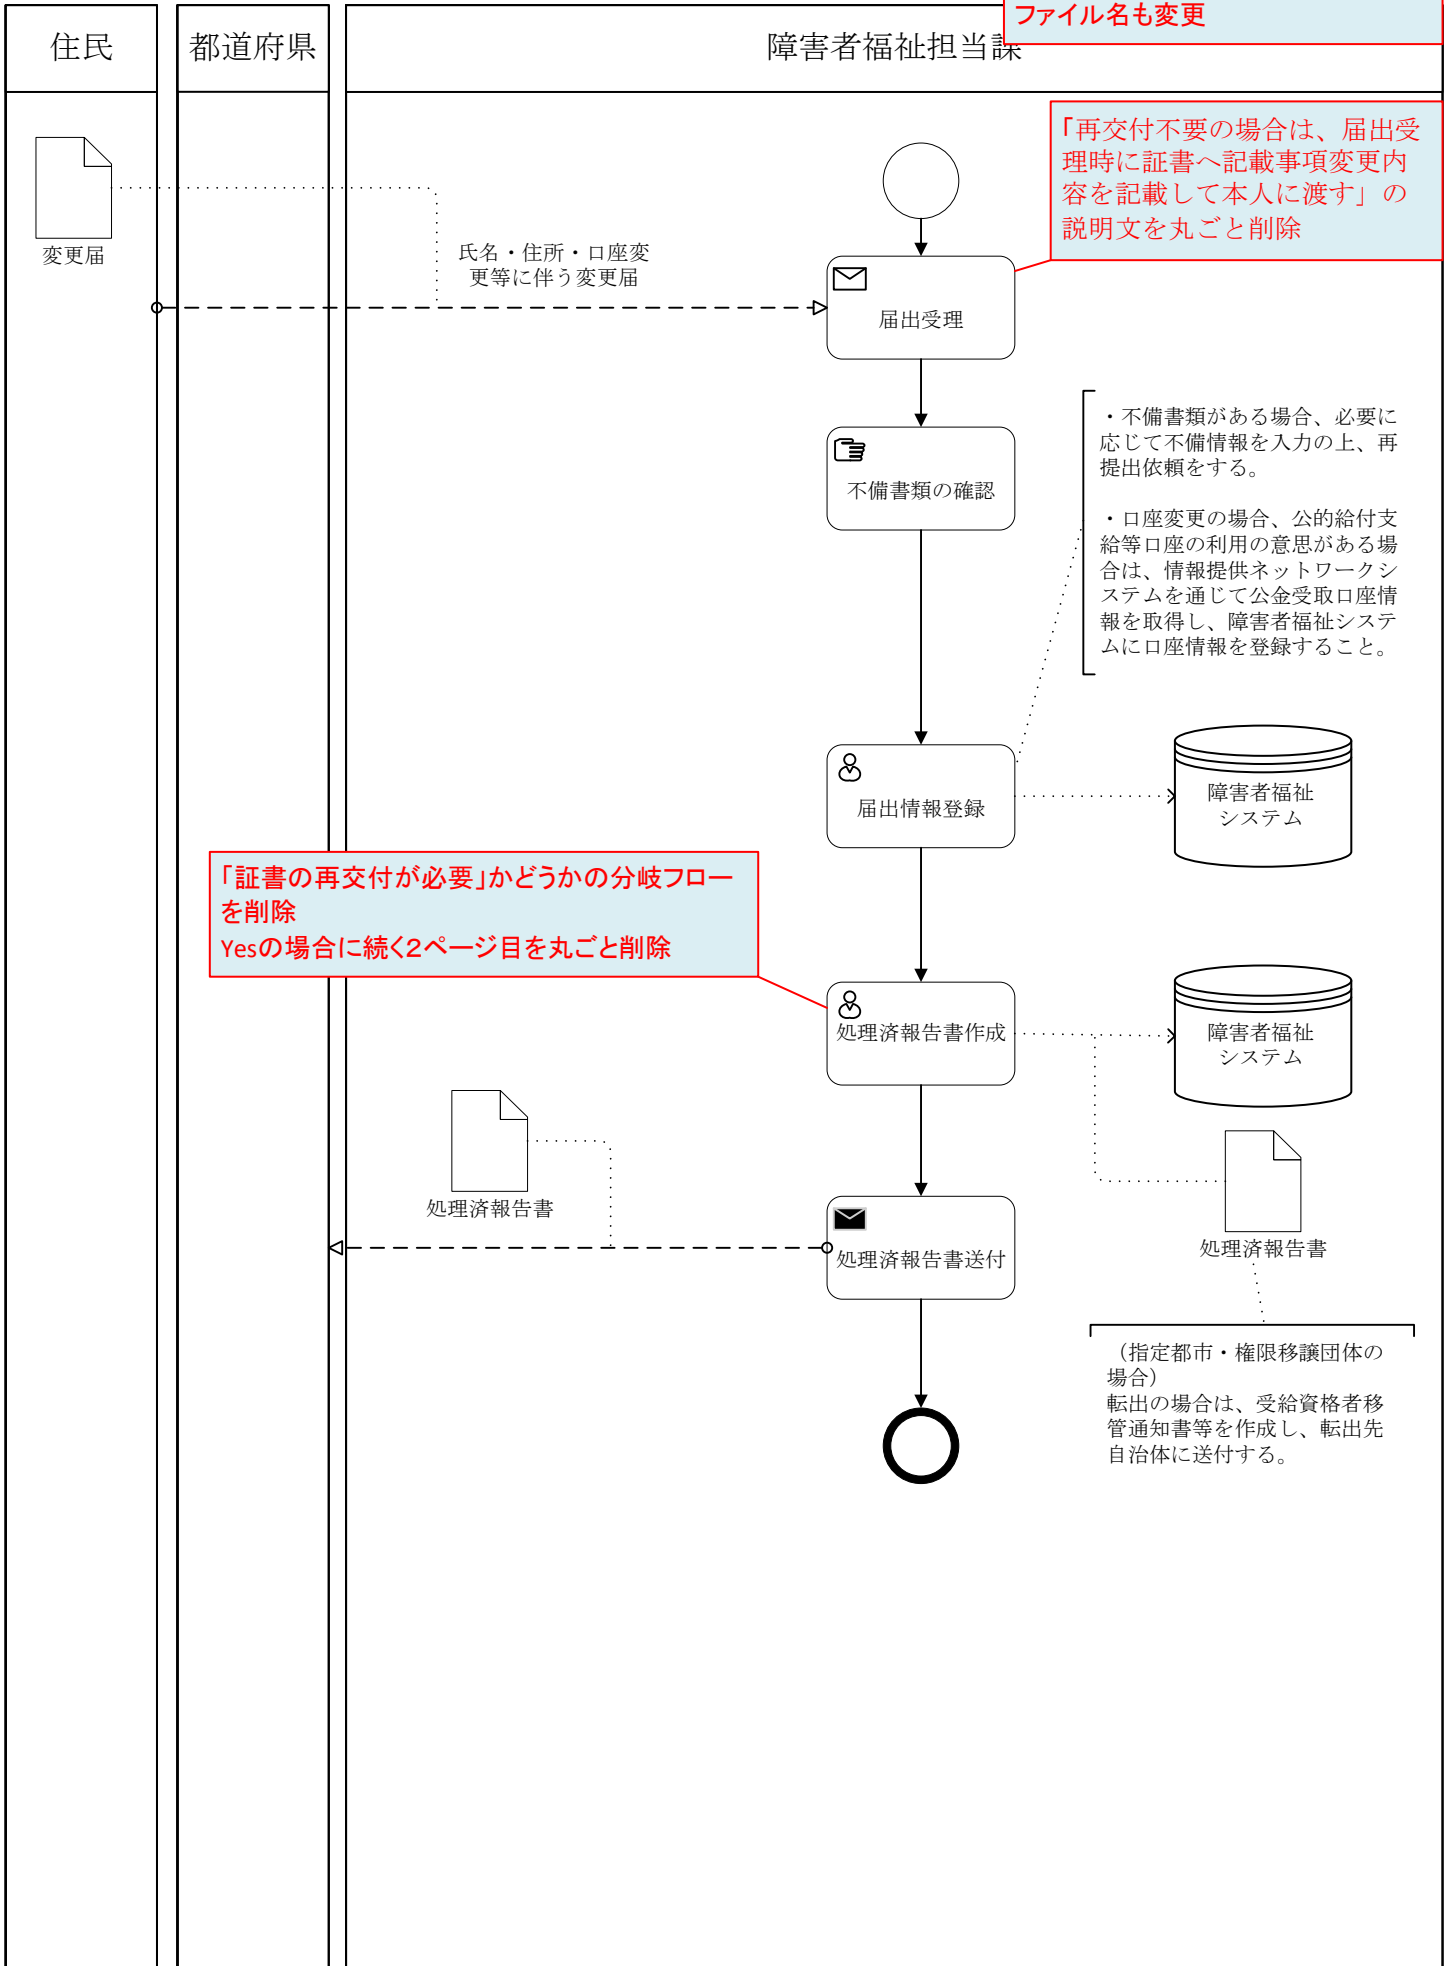 ファイル名も変更
住民
都道府県
障害者福祉担当課
「再交付不要の場合は、届出受
理時に証書へ記載事項変更内
容を記載して本人に渡す」の
説明文を丸ごと削除
変更届
氏名・住所・口座変
更等に伴う変更届
届出受理
・不備書類がある場合、必要に
応じて不備情報を入力の上、再
提出依頼をする。
不備書類の確認
・口座変更の場合、公的給付支
給等口座の利用の意思がある場
合は、情報提供ネットワークシ
ステムを通じて公金受取口座情
報を取得し、障害者福祉システ
ムに口座情報を登録すること。
届出情報登録
障害者福祉
システム
「証書の再交付が必要」かどうかの分岐フロー
を削除
Yesの場合に続く2ページ目を丸ごと削除
処理済報告書作成
障害者福祉
システム
処理済報告書
処理済報告書送付
処理済報告書
（指定都市・権限移譲団体の
場合）
転出の場合は、受給資格者移
管通知書等を作成し、転出先
自治体に送付する。